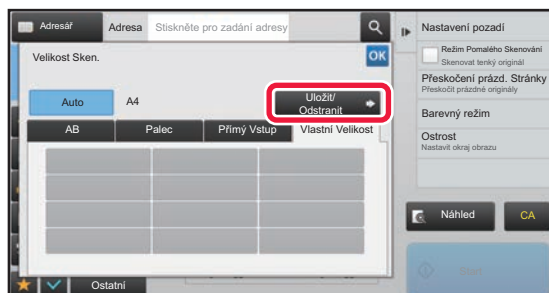 Adresář
Adresa
Stiskněte pro zadání adresy
Velikost Sken.
OK
Auto
A4
Uložit/
Odstranit
AB
Palec
Přímý Vstup
Vlastní Velikost
Ostatní
Nastavení pozadí
Režim Pomalého Skenování
Skenovat tenký originál
Přeskočení prázd. Stránky
Přeskočit prázdné originály
Barevný režim
Ostrost
Nastavit okraj obrazu
Náhled
CA
Start